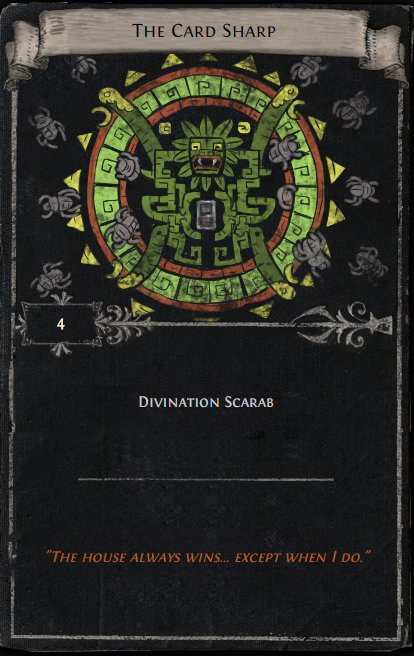 The Card Sharp
4
Divination Scarab
"The house always wins... except when I do."